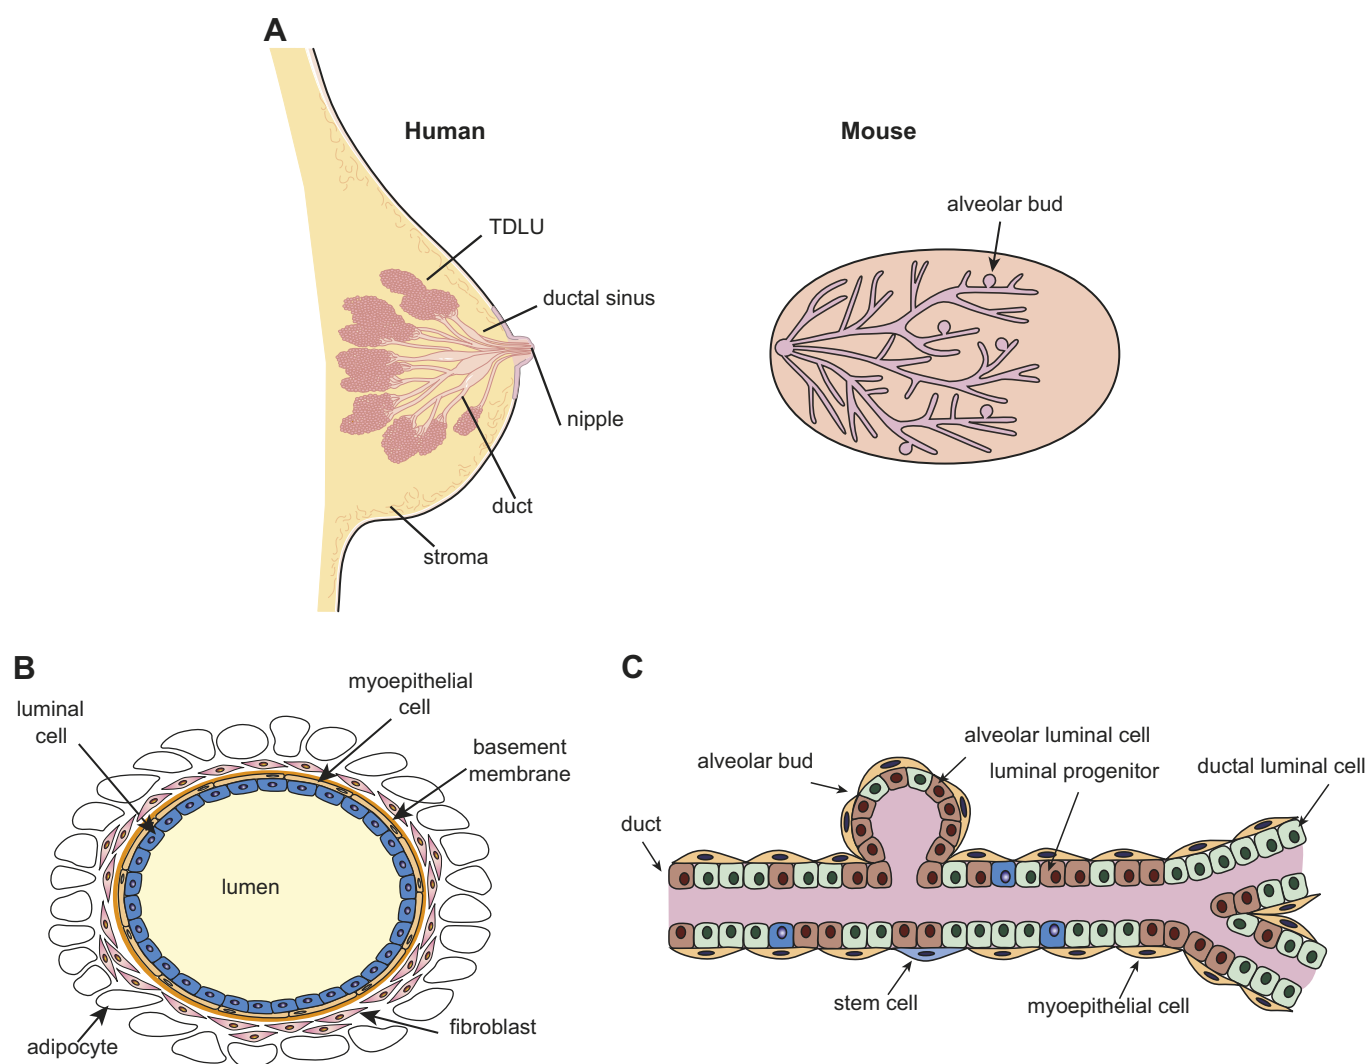 A
Human
Mouse
TDLU
ductal sinus
nipple
duct
stroma
alveolar bud
B
luminal
cell
myoepithelial
cell
basement
membrane
lumen
adipocyte
fibroblast
C
alveolar bud
alveolar luminal cell
luminal progenitor
ductal luminal cell
duct
stem cell
myoepithelial cell